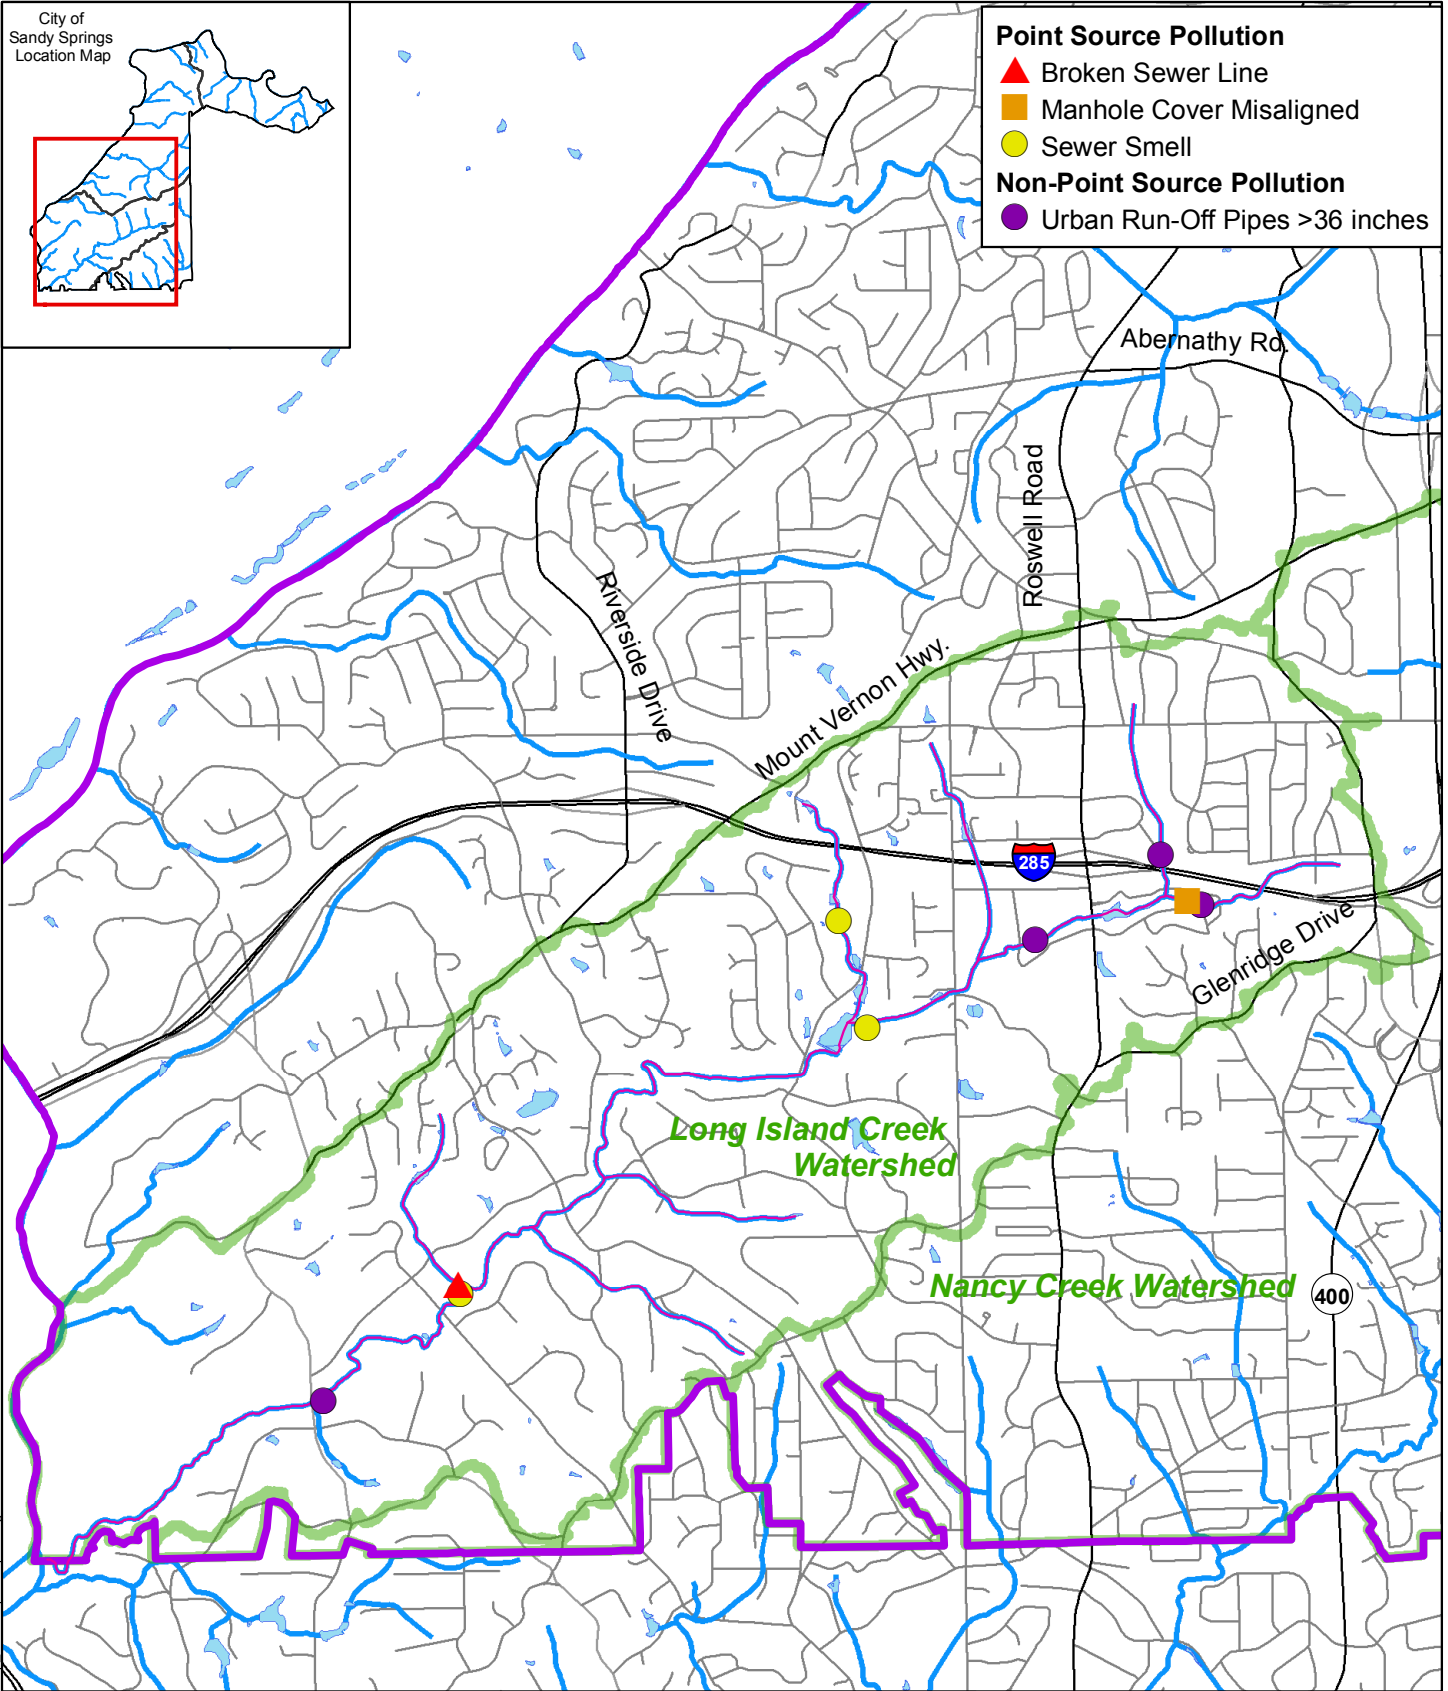 City of
Sandy Springs
Location Map
Point Source Pollution
Broken Sewer Line
Manhole Cover Misaligned
Sewer Smell
Non-Point Source Pollution
Urban Run-Off Pipes >36 inches
Abernathy Rd.
Roswell Road
Riverside Drive
Mount Vernon Hwy.
285
Glenridge Drive
Long Island Creek
Watershed
Nancy Creek Watershed
400